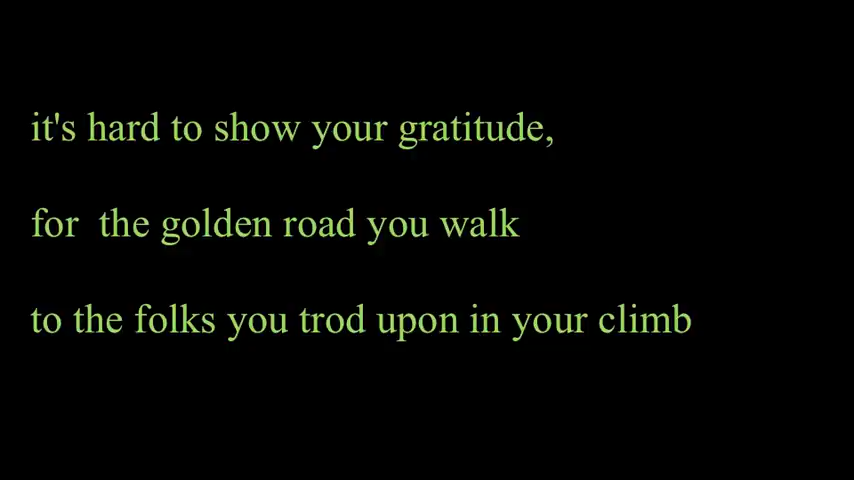 it's hard to show your gratitude,
for  the golden road you walk
to the folks you trod upon in your climb